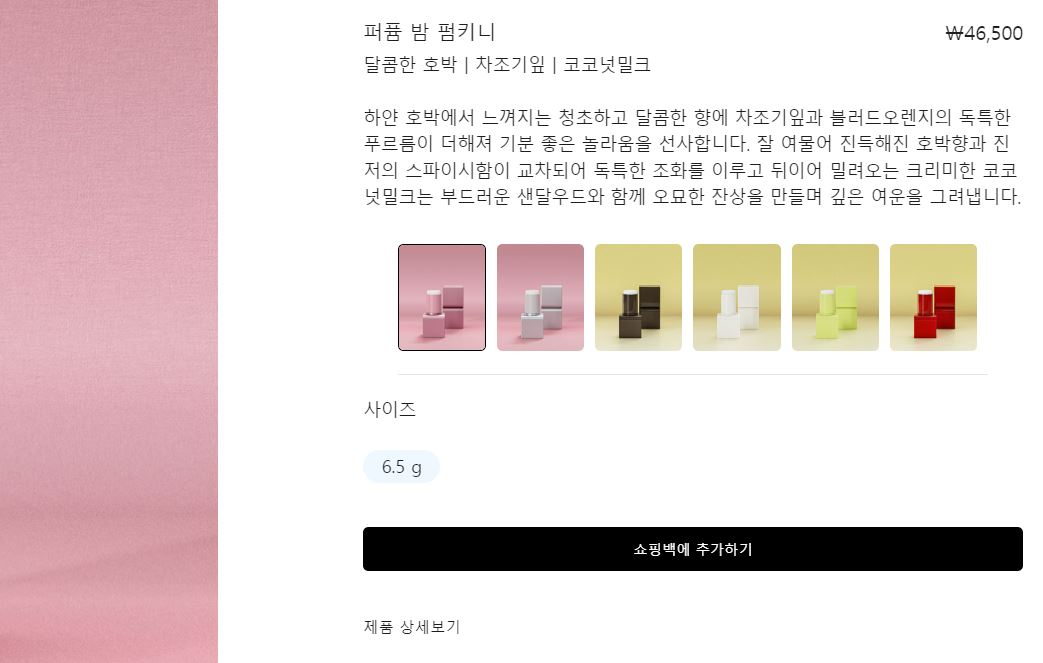 퍼퓸 밤 펌키니
₩46,500
달콤한 호박 | 차조기잎 | 코코넛밀크
하얀 호박에서 느껴지는 청초하고 달콤한 향에 차조기잎과 블러드오렌지의 독특한
푸르름이 더해져 기분 좋은 놀라움을 선사합니다. 잘 여물어 진득해진 호박향과 진
저의 스파이시함이 교차되어 독특한 조화를 이루고 뒤이어 밀려오는 크리미한 코코
넛밀크는 부드러운 샌달우드와 함께 오묘한 잔상을 만들며 깊은 여운을 그려냅니다.
사이즈
6.5 g
쇼핑백에 추가하기
제품 상세보기